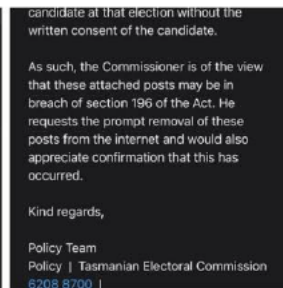 candidate at that election without the
written consent of the candidate.
As such, the Commissioner is of the view
that these attached posts may be in
breach of section 196 of the Act. He
requests the prompt removal of these
posts from the internet and would also
appreciate confirmation that this has
occurred.
Kind regards,
Policy Team
Policy | Tasmanian Electoral Commission
6208 8700 |